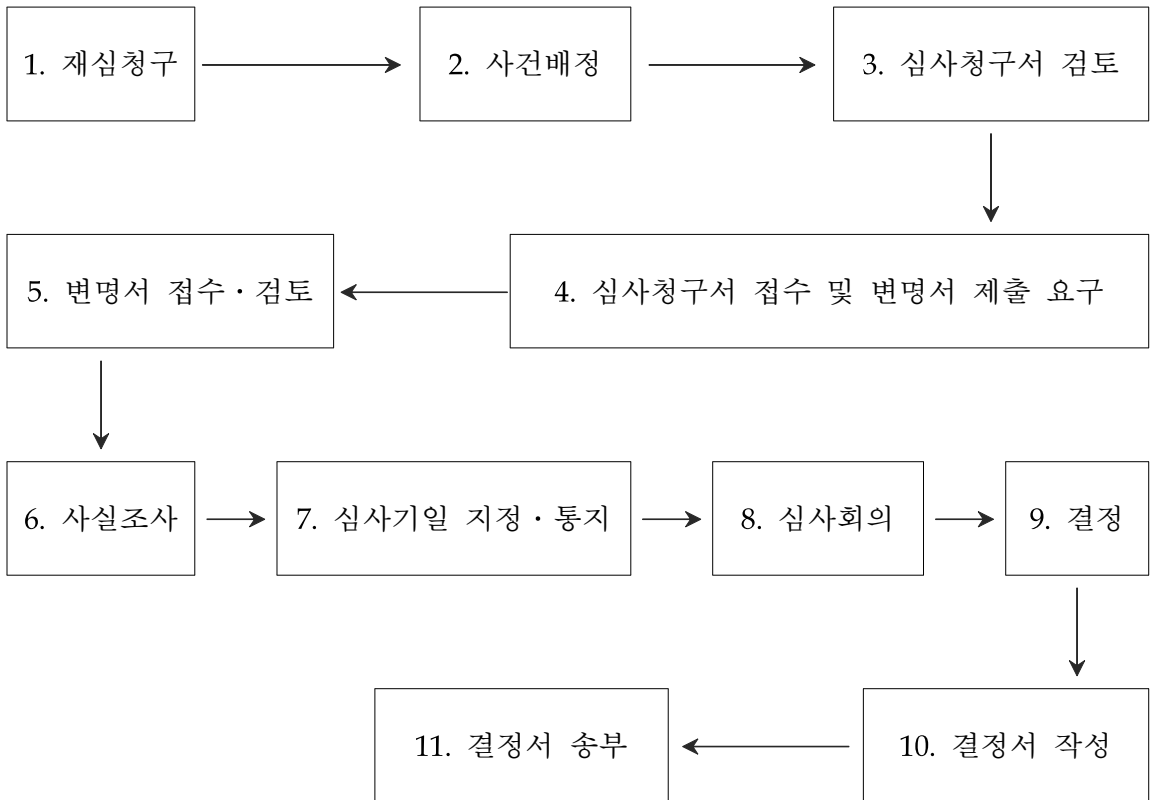 1. 재심청구
2. 사건배정
3. 심사청구서 검토
4. 심사청구서 접수 및 변명서 제출 요구
5. 변명서 접수・검토
6. 사실조사
7. 심사기일 지정・통지
8. 심사회의
9. 결정
10. 결정서 작성
11. 결정서 송부